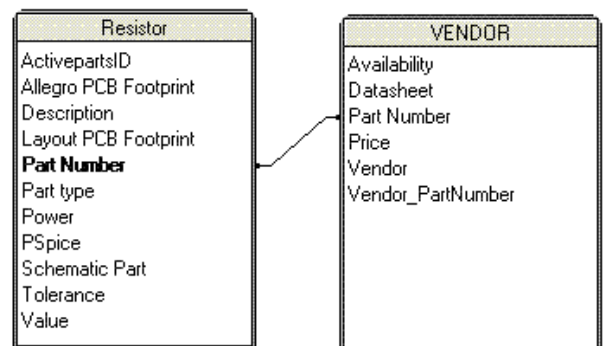 Resistor
ActivepartsID
Allegro PCB Footprint
Description
Layout PCB Footprint
Part Number
Part type
Power
PSpice
Schematic Part
Tolerance
Value
VENDOR
Availability
Datasheet
Part Number
Price
Vendor
Vendor_PartNumber